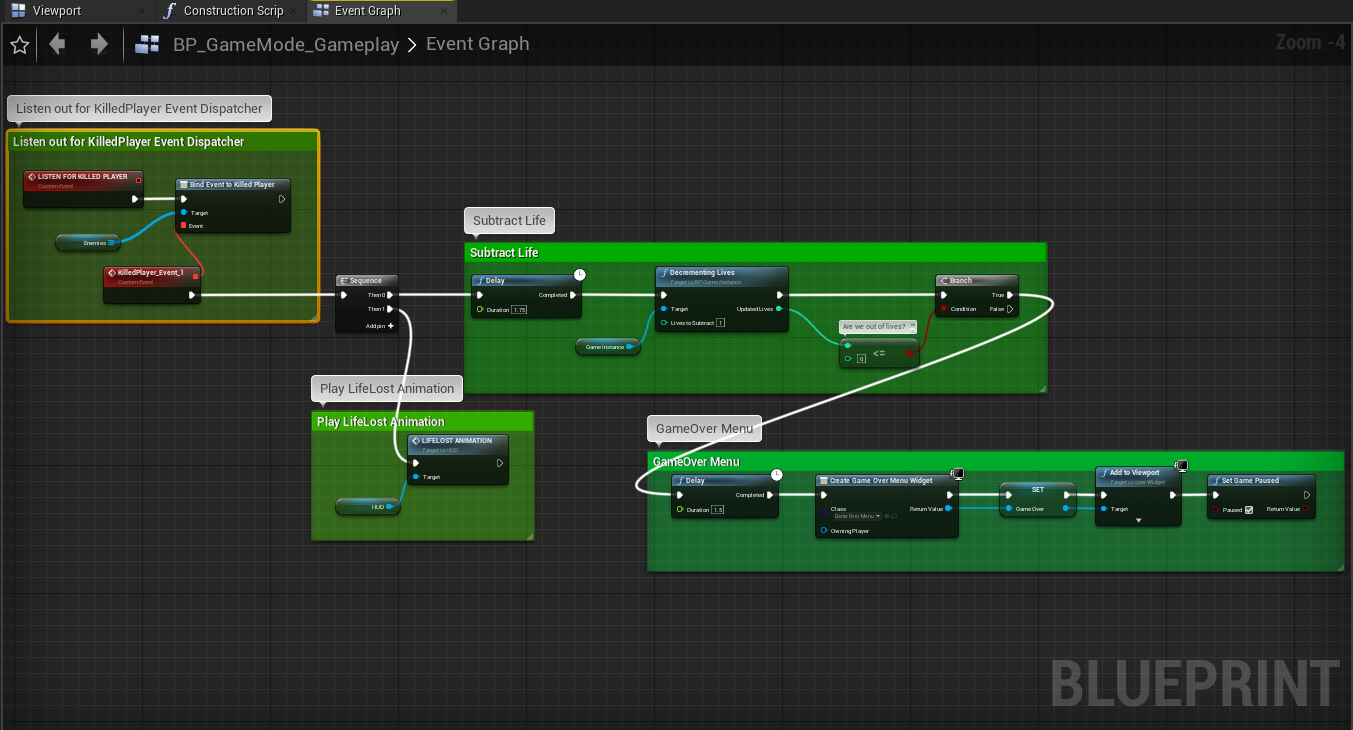 Viewport
Construction Scrip
Event Graph
BP_GameMode_Gameplay > Event Graph
Zoom -4
Listen out for KilledPlayer Event Dispatcher
Listen out for KilledPlayer Event Dispatcher
LISTEN FOR KILLED PLAYER
Custom Event
Bind Event to Killed Player
Target
Event
Enemies
KilledPlayer_Event_1
Custom Event
Sequence
Then 0
Then 1
Add pin +
Subtract Life
Subtract Life
Delay
Completed
Duration 1.75
Decrementing Lives
Target is BP Game Instance
Target
Updated Lives
Lives to Subtract 1
Game Instance
Are we out of lives?
0
<=
Branch
True
Condition
False
Play LifeLost Animation
Play LifeLost Animation
LIFELOST ANIMATION
Target is HUD
Target
HUD
GameOver Menu
GameOver Menu
Delay
Completed
Duration 1.5
Create Game Over Menu Widget
Class
Game Over Menu
Return Value
Owning Player
SET
Game Over
Add to Viewport
Target is User Widget
Target
Set Game Paused
Paused
Return Value
BLUEPRINT